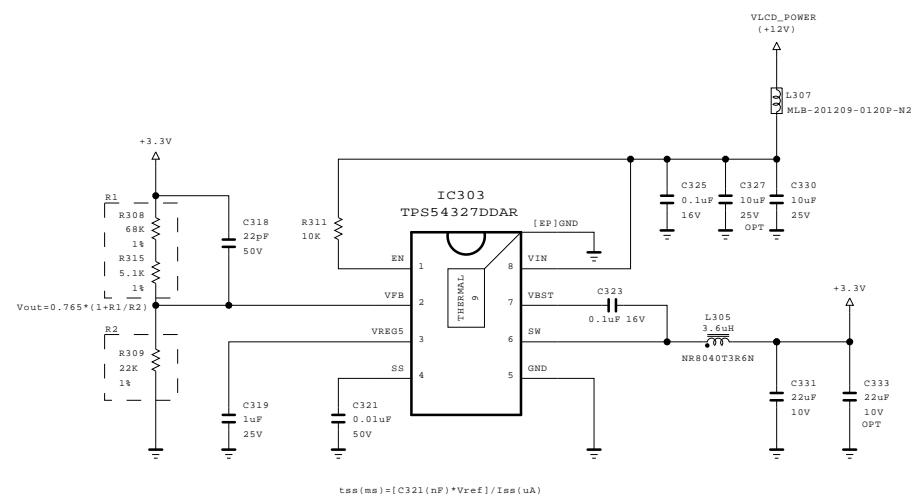 VLCD_POWER
(+12V)
L307
MLB-201209-0120P-N2
+3.3V
R1
R308
68K
1%
R315
5.1K
1%
C318
22pF
50V
R311
10K
IC303
TPS54327DDAR
[EP]GND
C325
0.1uF
16V
C327
10uF
25V
OPT
C330
10uF
25V
EN
1
VFB
2
VREG5
3
SS
4
THERMAL
9
8
VIN
7
VBST
6
SW
5
GND
C323
0.1uF 16V
L305
3.6uH
NR8040T3R6N
+3.3V
Vout=0.765*(1+R1/R2)
R2
R309
22K
1%
C319
1uF
25V
C321
0.01uF
50V
C331
22uF
10V
C333
22uF
10V
OPT
tss(ms)=[C321(nF)*Vref]/Iss(uA)